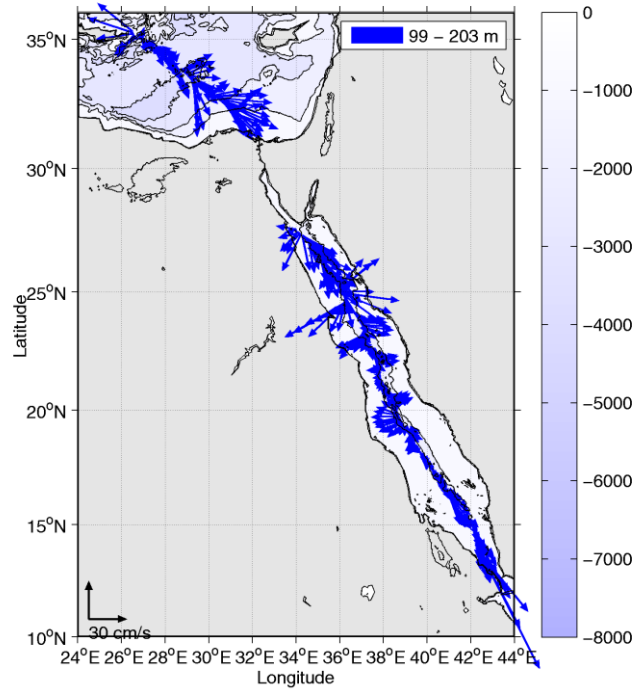 99 – 203 m
35°N
30°N
25°N
20°N
15°N
10°N
Latitude
30 cm/s
24°E 26°E 28°E 30°E 32°E 34°E 36°E 38°E 40°E 42°E 44°E
Longitude
0
−1000
−2000
−3000
−4000
−5000
−6000
−7000
−8000